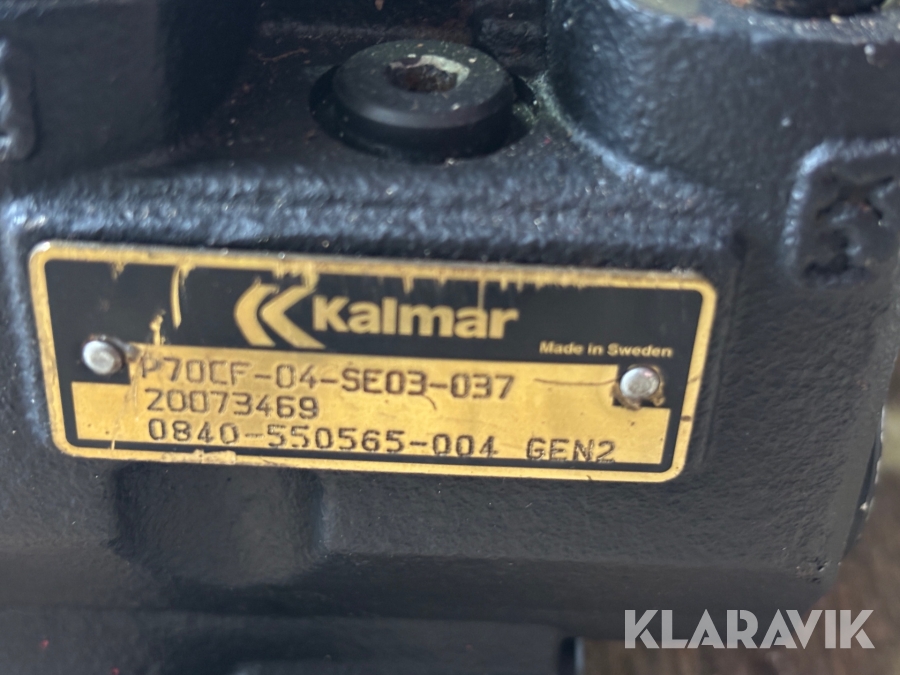 Kalmar
Made in Sweden
P70CF-04-SE03-037
20073469
0840-550565-004 GEN2
KLARAVIK